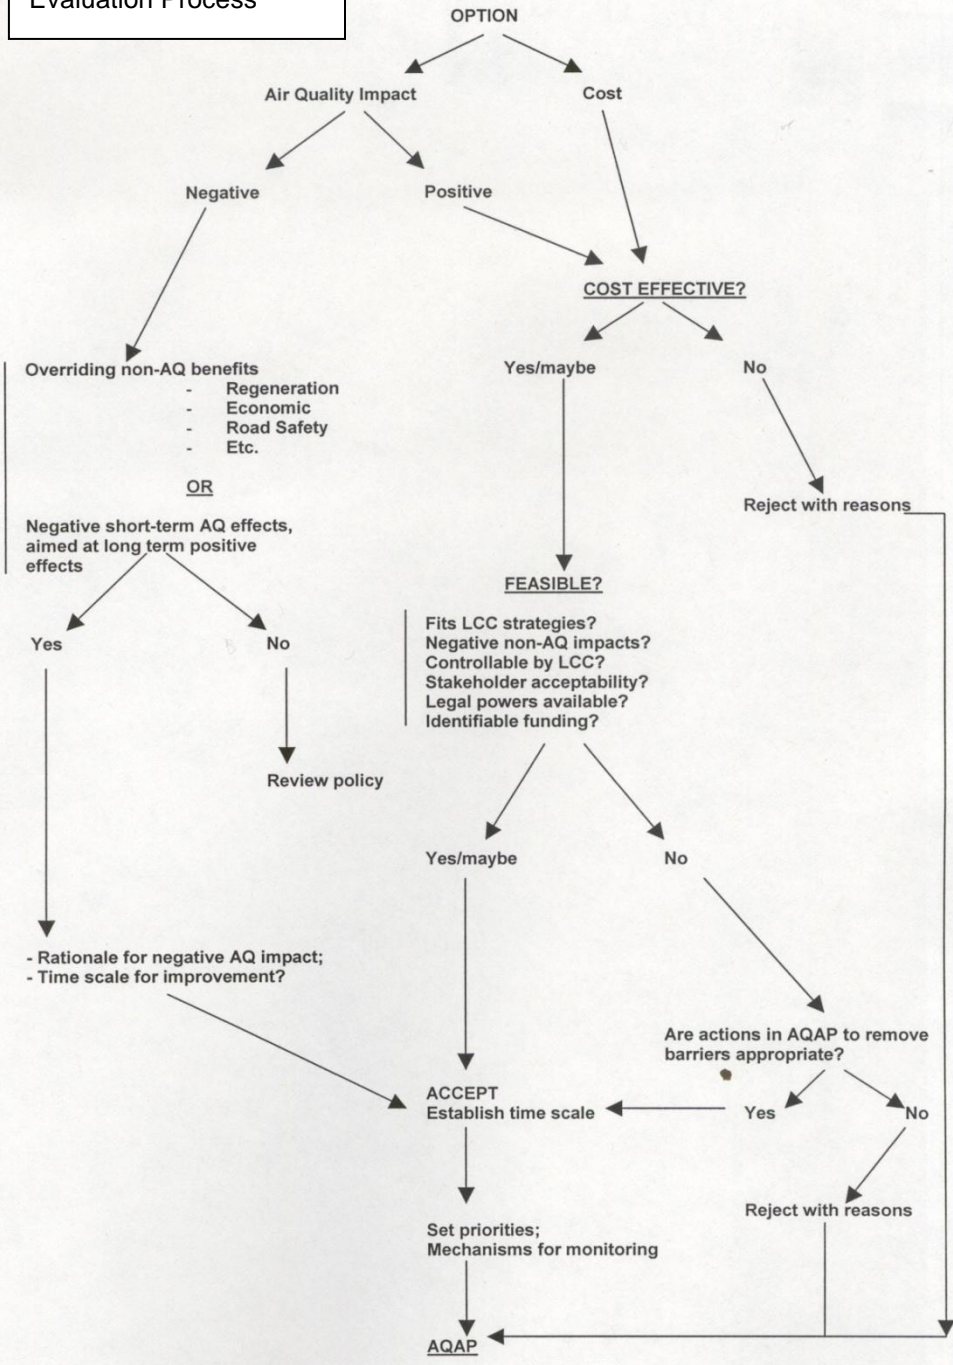 Evaluation Process
OPTION
Air Quality Impact
Cost
Negative
Positive
COST EFFECTIVE?
Overriding non-AQ benefits
- Regeneration
- Economic
- Road Safety
- Etc.
OR
Negative short-term AQ effects,
aimed at long term positive
effects
Yes/maybe
No
Reject with reasons
FEASIBLE?
Fits LCC strategies?
Negative non-AQ impacts?
Controllable by LCC?
Stakeholder acceptability?
Legal powers available?
Identifiable funding?
Yes
No
Review policy
Yes/maybe
No
- Rationale for negative AQ impact;
- Time scale for improvement?
Are actions in AQAP to remove
barriers appropriate?
ACCEPT
Establish time scale
Yes
No
Reject with reasons
Set priorities;
Mechanisms for monitoring
AQAP